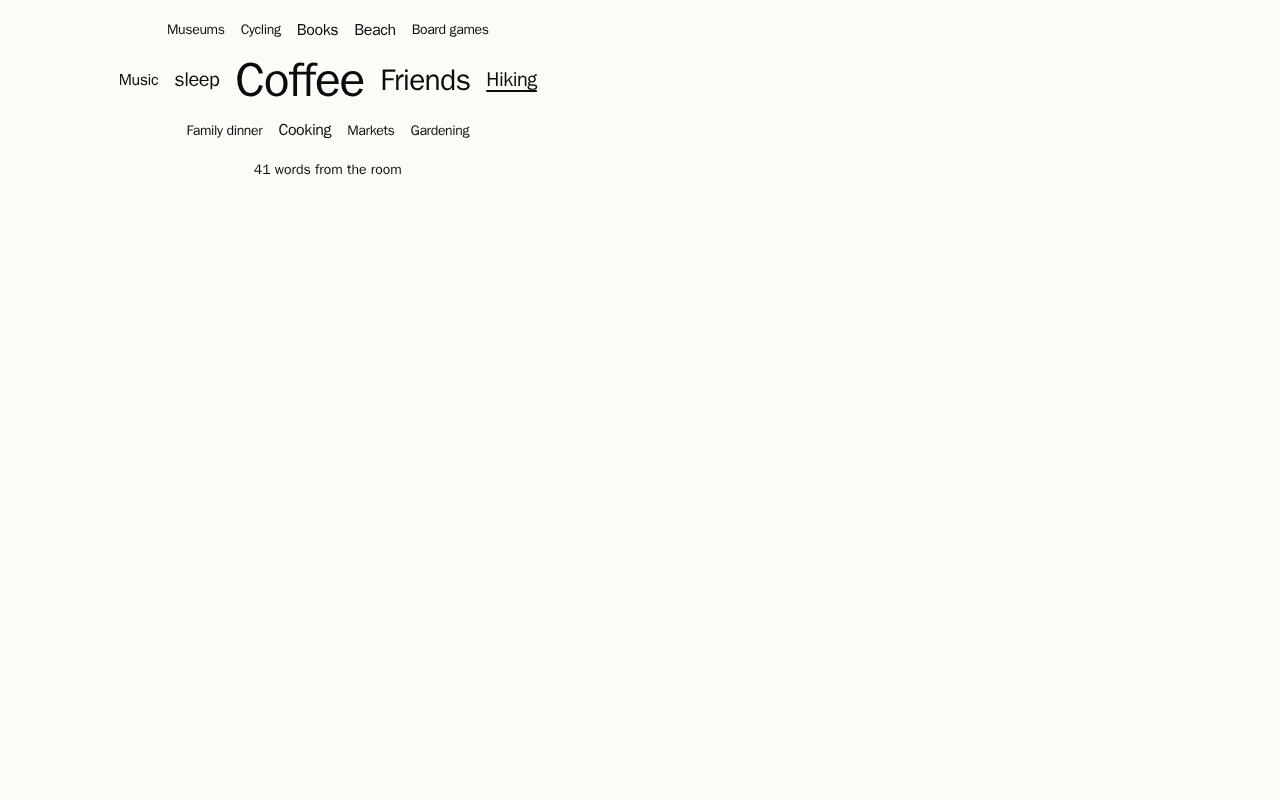 Museums Cycling Books Beach Board games
Music sleep Coffee Friends Hiking
Family dinner Cooking Markets Gardening
41 words from the room